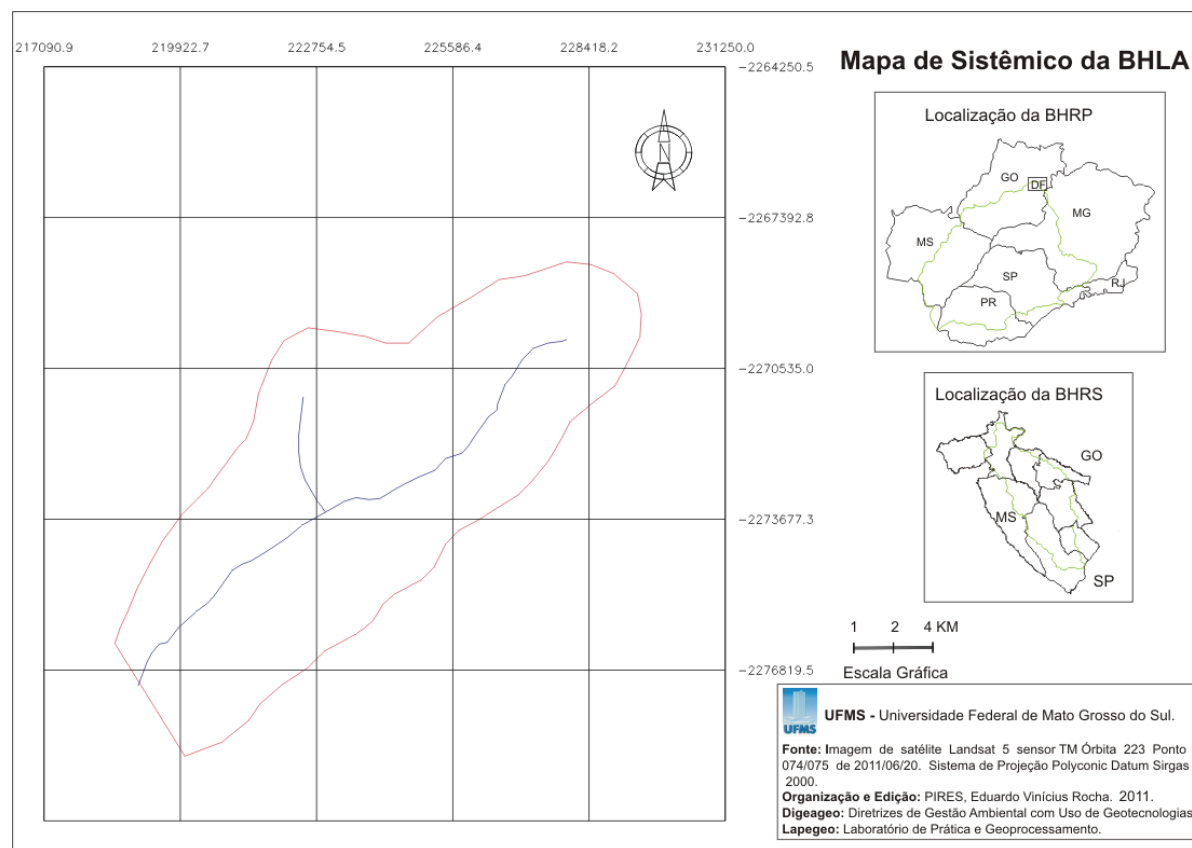 217090.9 219922.7 222754.5 225586.4 228418.2 231250.0
-2264250.5
-2267392.8
-2270535.0
-2273677.3
-2276819.5
N
Mapa de Sistêmico da BHLA
Localização da BHRP
GO
DF
MG
MS
SP
RJ
PR
Localização da BHRS
GO
MS
SP
1 2 4 KM
Escala Gráfica
UFMS
UFMS - Universidade Federal de Mato Grosso do Sul.
Fonte: Imagem de satélite Landsat 5 sensor TM Órbita 223 Ponto
074/075 de 2011/06/20. Sistema de Projeção Polyconic Datum Sirgas
2000.
Organização e Edição: PIRES, Eduardo Vinícius Rocha. 2011.
Digeageo: Diretrizes de Gestão Ambiental com Uso de Geotecnologias
Lapegeo: Laboratório de Prática e Geoprocessamento.